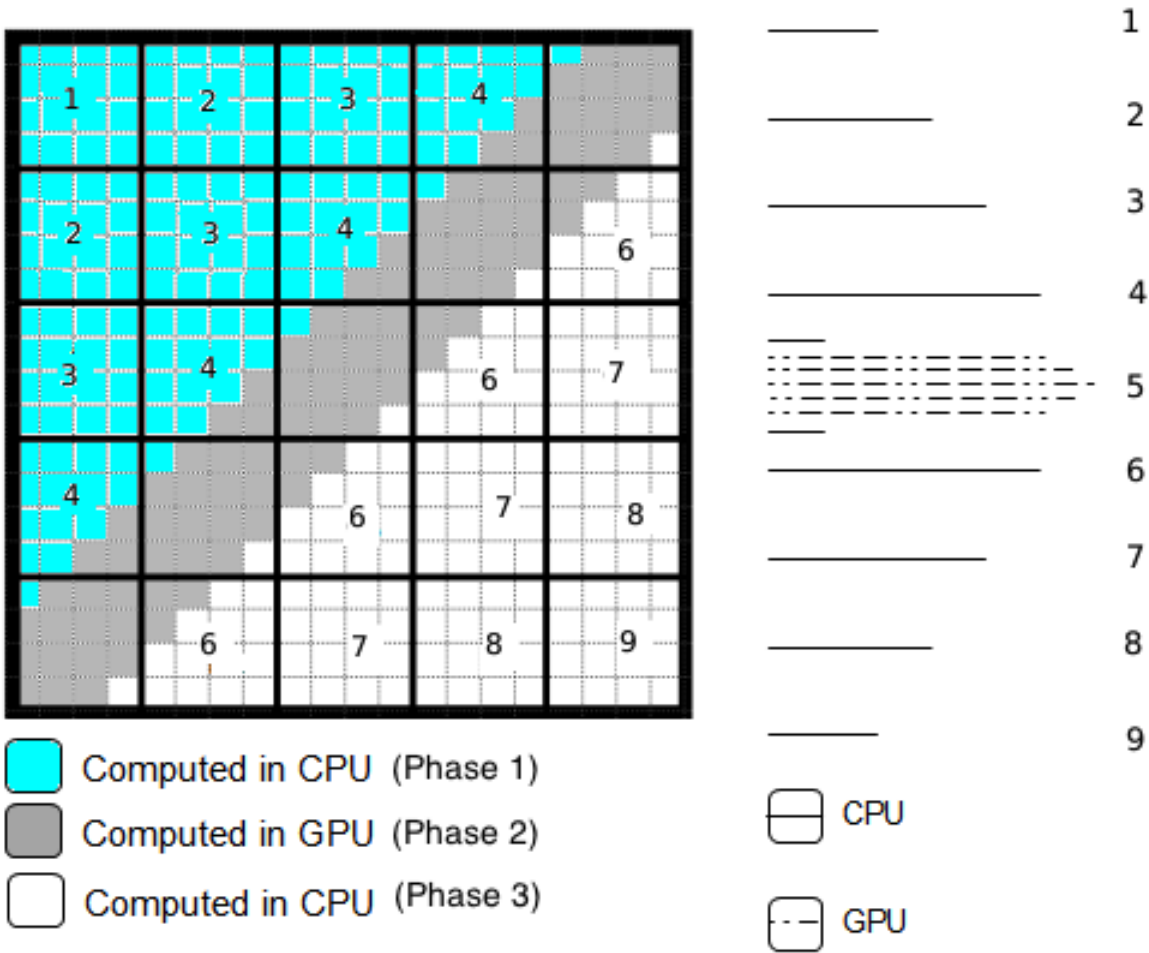 1
1 2 3 4
2
2 3 4 6
3
4
3 4 6 7
5
4 6 7 8
6
7
6 7 8 9
8
9
Computed in CPU (Phase 1)
Computed in GPU (Phase 2)
Computed in CPU (Phase 3)
CPU
GPU